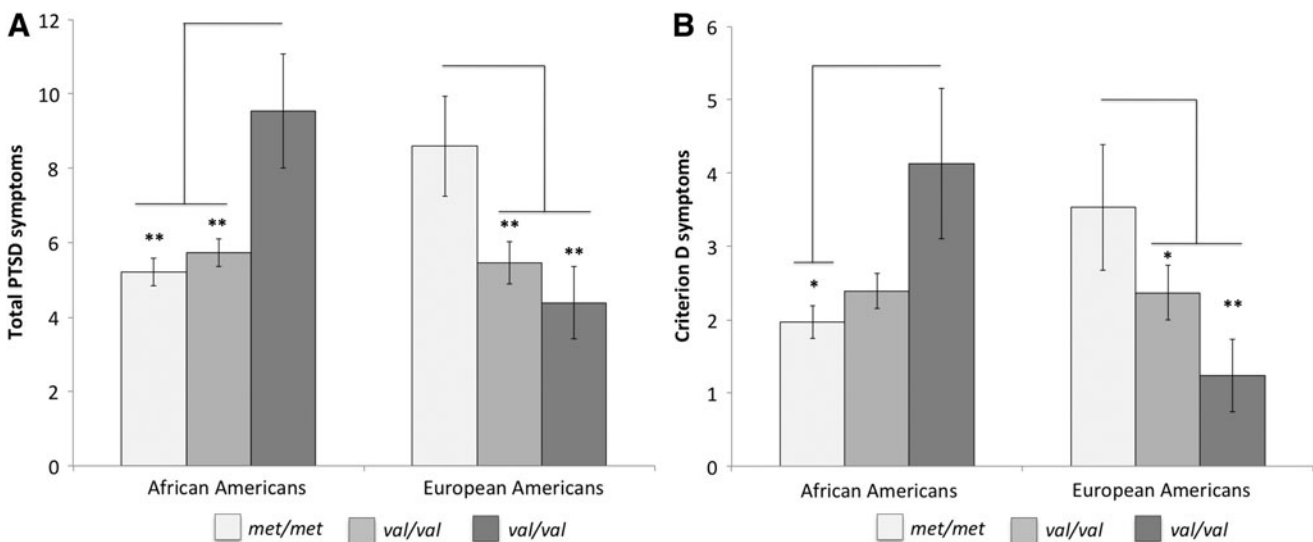 A
Total PTSD symptoms
12
10
8
6
4
2
0
**
**
**
**
African Americans
European Americans
met/met
val/val
val/val
B
Criterion D symptoms
6
5
4
3
2
1
0
*
*
**
African Americans
European Americans
met/met
val/val
val/val